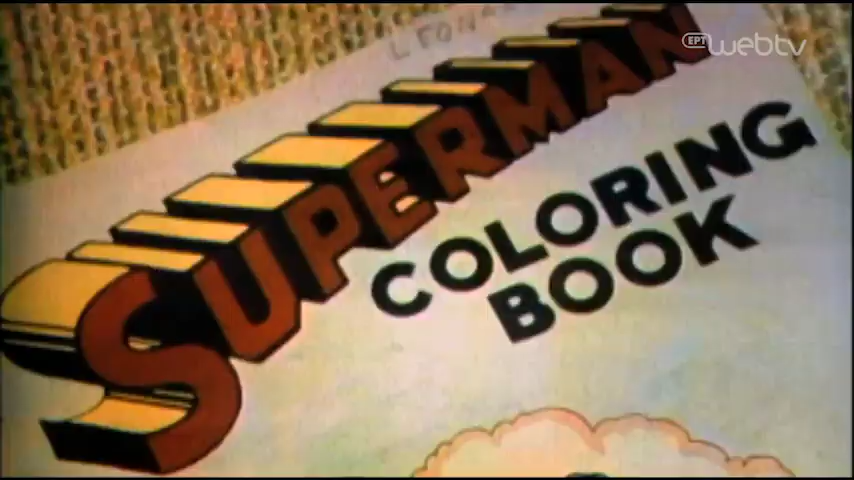 ΕΡΤ webtv
SUPERMAN
COLORING
BOOK